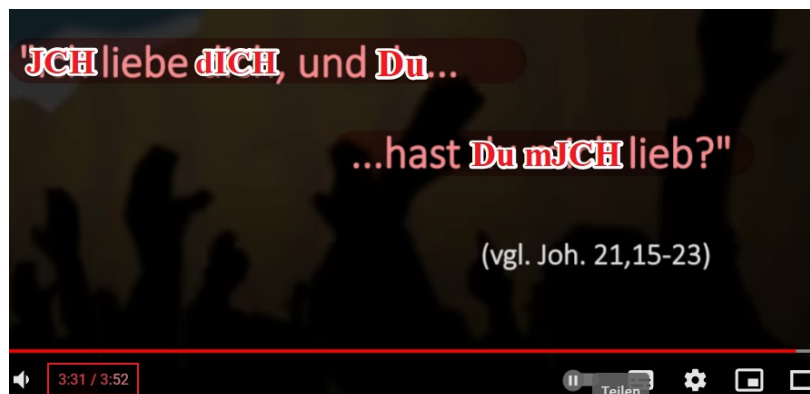 "JCH liebe dICH, und Du...
...hast Du mJCH lieb?"
(vgl. Joh. 21,15-23)
3:31 / 3:52
Teilen